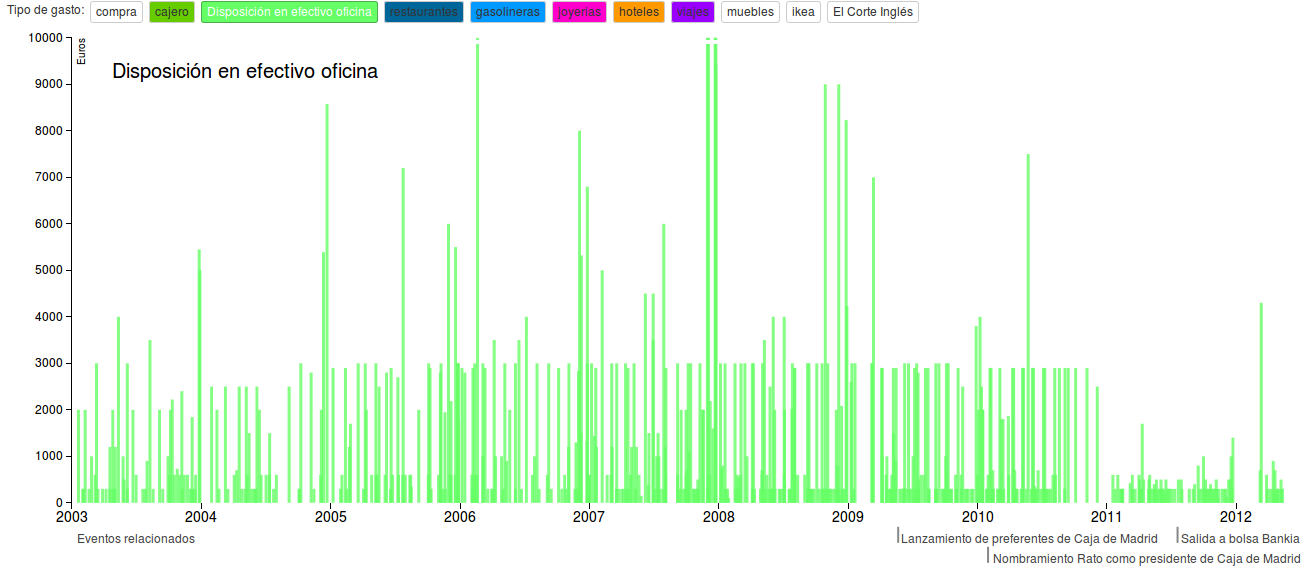 Tipo de gasto: compra cajero Disposición en efectivo oficina restaurantes gasolineras joyerias hoteles viajes muebles ikea El Corte Inglés
Euros
Disposición en efectivo oficina
10000
9000
8000
7000
6000
5000
4000
3000
2000
1000
0
2003 2004 2005 2006 2007 2008 2009 2010 2011 2012
Eventos relacionados
Lanzamiento de preferentes de Caja de Madrid
Salida a bolsa Bankia
Nombramiento Rato como presidente de Caja de Madrid